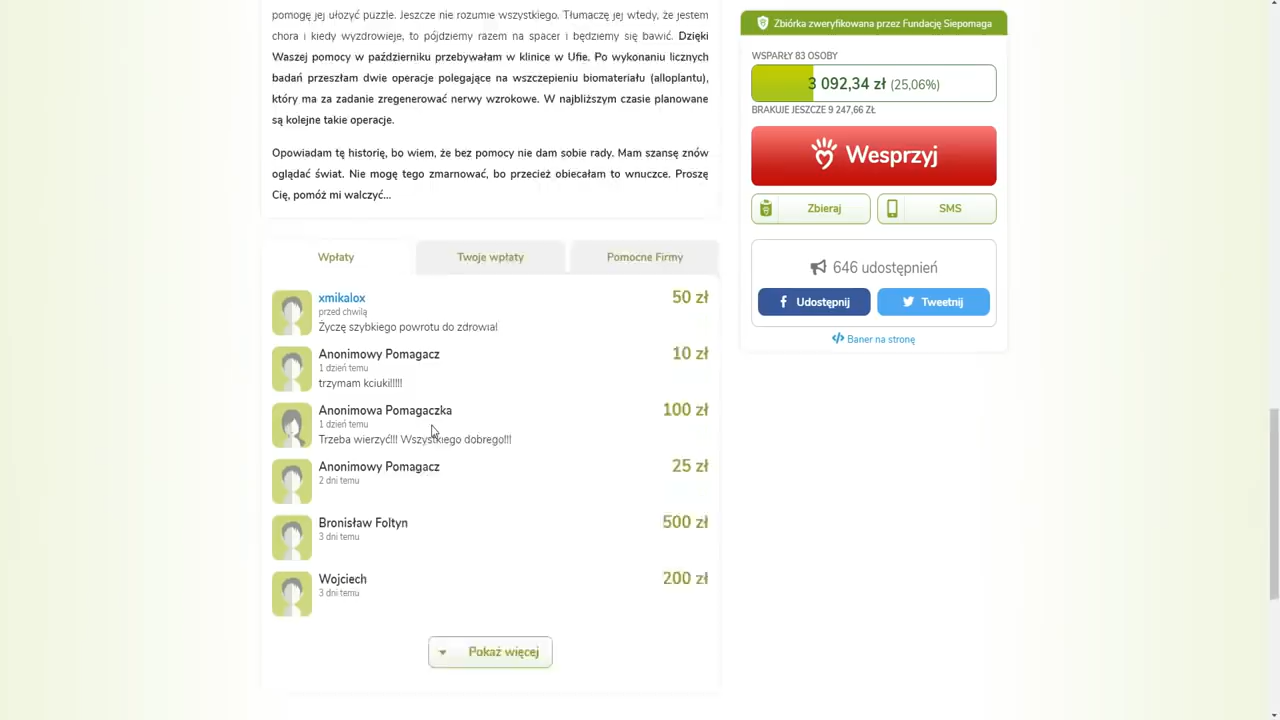 pomogę jej ułożyć puzzle. Jeszcze nie rozumie wszystkiego. Tłumaczę jej wtedy, że jestem
chora i kiedy wyzdrowieje, to pójdziemy razem na spacer i będziemy się bawić. Dzięki
Waszej pomocy w październiku przebywałam w klinice w Ufie. Po wykonaniu licznych
badań przeszłam dwie operacje polegające na wszczepieniu biomateriału (alloplantu),
który ma za zadanie zregenerować nerwy wzrokowe. W najbliższym czasie planowane
są kolejne takie operacje.
Opowiadam tę historię, bo wiem, że bez pomocy nie dam sobie rady. Mam szansę znów
oglądać świat. Nie mogę tego zmarnować, bo przecież obiecałam to wnuczce. Proszę
Cię, pomóż mi walczyć...
Wpłaty
Twoje wpłaty
Pomocne Firmy
xmikalox
50 zł
przed chwilą
Życzę szybkiego powrotu do zdrowia!
Anonimowy Pomagacz
10 zł
1 dzień temu
trzymam kciuki!!!!!
Anonimowa Pomagaczka
100 zł
1 dzień temu
Trzeba wierzyć!!! Wszystkiego dobrego!!!
Anonimowy Pomagacz
25 zł
2 dni temu
Bronisław Foltyn
500 zł
3 dni temu
Wojciech
200 zł
3 dni temu
Pokaż więcej
Zbiórka zweryfikowana przez Fundację Siepomaga
WSPARŁY 83 OSOBY
3 092,34 zł (25,06%)
BRAKUJE JESZCZE 9 247,66 ZŁ
Wesprzyj
Zbieraj
SMS
646 udostępnień
Udostępnij
Tweetnij
Baner na stronę